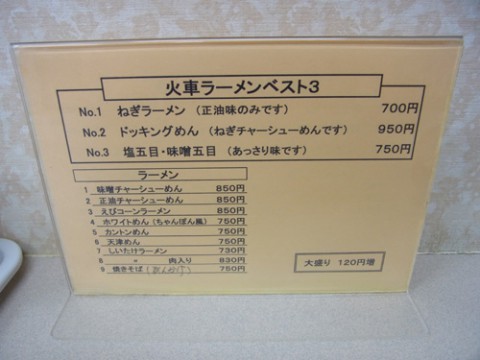 火車ラーメンベスト3
No.1 ねぎラーメン (正油味のみです) 700円
No.2 ドッキングめん (ねぎチャーシューめんです) 950円
No.3 塩五目・味噌五目 (あっさり味です) 750円
ラーメン
1 味噌チャーシューめん 850円
2 正油チャーシューめん 850円
3 えびコーンラーメン 850円
4 ホワイトめん(ちゃんぽん風) 750円
5 カントンめん 750円
6 天津めん 750円
7 しいたけラーメン 730円
8 〃 肉入り 830円
9 焼きそば 750円
大盛り 120円増